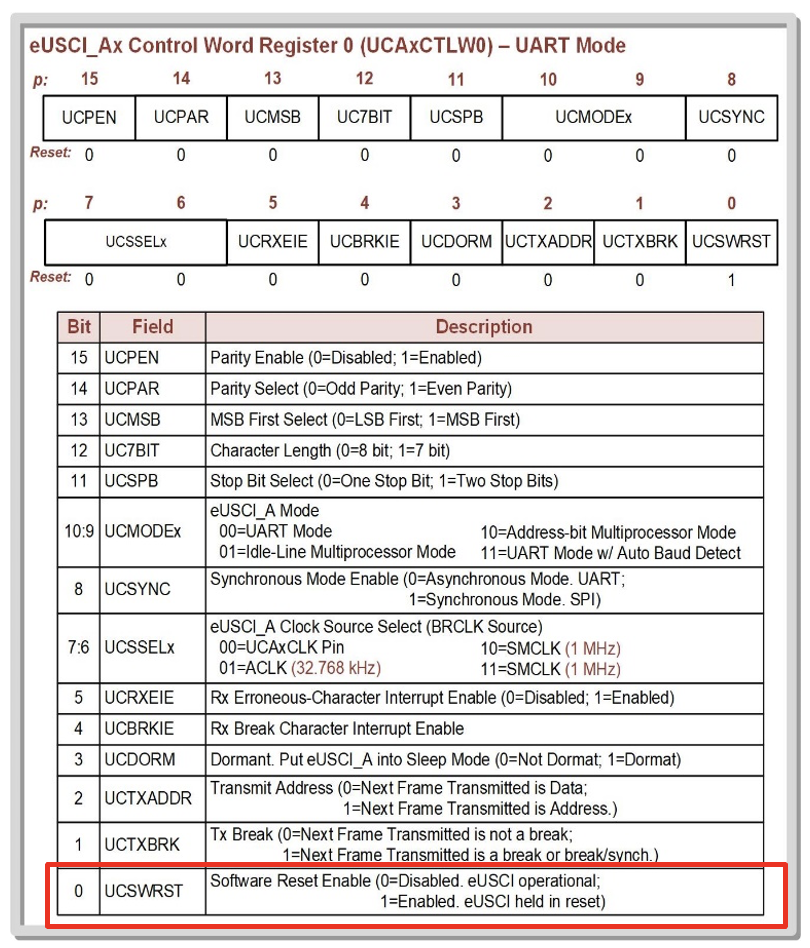 eUSCI_Ax Control Word Register 0 (UCAxCTLW0) – UART Mode
p: 15 14 13 12 11 10 9 8
UCPEN UCPAR UCMSB UC7BIT UCSPB UCMODEx UCSYNC
Reset: 0 0 0 0 0 0 0 0
p: 7 6 5 4 3 2 1 0
UCSSELx UCRXEIE UCBRKIE UCDORM UCTXADDR UCTXBRK UCSWRST
Reset: 0 0 0 0 0 0 0 1
Bit Field Description
15 UCPEN Parity Enable (0=Disabled; 1=Enabled)
14 UCPAR Parity Select (0=Odd Parity; 1=Even Parity)
13 UCMSB MSB First Select (0=LSB First; 1=MSB First)
12 UC7BIT Character Length (0=8 bit; 1=7 bit)
11 UCSPB Stop Bit Select (0=One Stop Bit; 1=Two Stop Bits)
10:9 UCMODEx eUSCI_A Mode
00=UART Mode 10=Address-bit Multiprocessor Mode
01=Idle-Line Multiprocessor Mode 11=UART Mode w/ Auto Baud Detect
8 UCSYNC Synchronous Mode Enable (0=Asynchronous Mode. UART;
1=Synchronous Mode. SPI)
7:6 UCSSELx eUSCI_A Clock Source Select (BRCLK Source)
00=UCAxCLK Pin 10=SMCLK (1 MHz)
01=ACLK (32.768 kHz) 11=SMCLK (1 MHz)
5 UCRXEIE Rx Erroneous-Character Interrupt Enable (0=Disabled; 1=Enabled)
4 UCBRKIE Rx Break Character Interrupt Enable
3 UCDORM Dormant. Put eUSCI_A into Sleep Mode (0=Not Dormat; 1=Dormat)
2 UCTXADDR Transmit Address (0=Next Frame Transmitted is Data;
1=Next Frame Transmitted is Address.)
1 UCTXBRK Tx Break (0=Next Frame Transmitted is not a break;
1=Next Frame Transmitted is a break or break/synch.)
0 UCSWRST Software Reset Enable (0=Disabled. eUSCI operational;
1=Enabled. eUSCI held in reset)